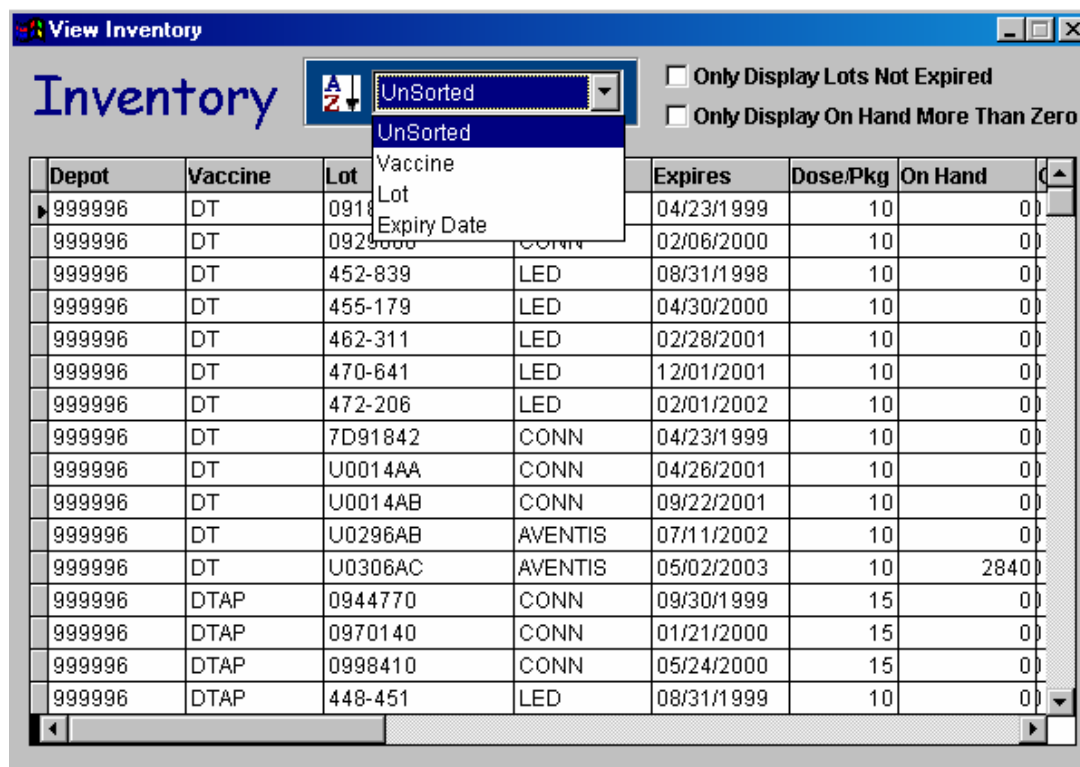 View Inventory
Inventory
A
Z
UnSorted
UnSorted
Vaccine
Lot
Expiry Date
Only Display Lots Not Expired
Only Display On Hand More Than Zero
Depot Vaccine Lot Expires Dose/Pkg On Hand
999996 DT 04/23/1999 10 0
999996 DT CONN 02/06/2000 10 0
999996 DT 452-839 LED 08/31/1998 10 0
999996 DT 455-179 LED 04/30/2000 10 0
999996 DT 462-311 LED 02/28/2001 10 0
999996 DT 470-641 LED 12/01/2001 10 0
999996 DT 472-206 LED 02/01/2002 10 0
999996 DT 7D91842 CONN 04/23/1999 10 0
999996 DT U0014AA CONN 04/26/2001 10 0
999996 DT U0014AB CONN 09/22/2001 10 0
999996 DT U0296AB AVENTIS 07/11/2002 10 0
999996 DT U0306AC AVENTIS 05/02/2003 10 2840
999996 DTAP 0944770 CONN 09/30/1999 15 0
999996 DTAP 0970140 CONN 01/21/2000 15 0
999996 DTAP 0998410 CONN 05/24/2000 15 0
999996 DTAP 448-451 LED 08/31/1999 10 0